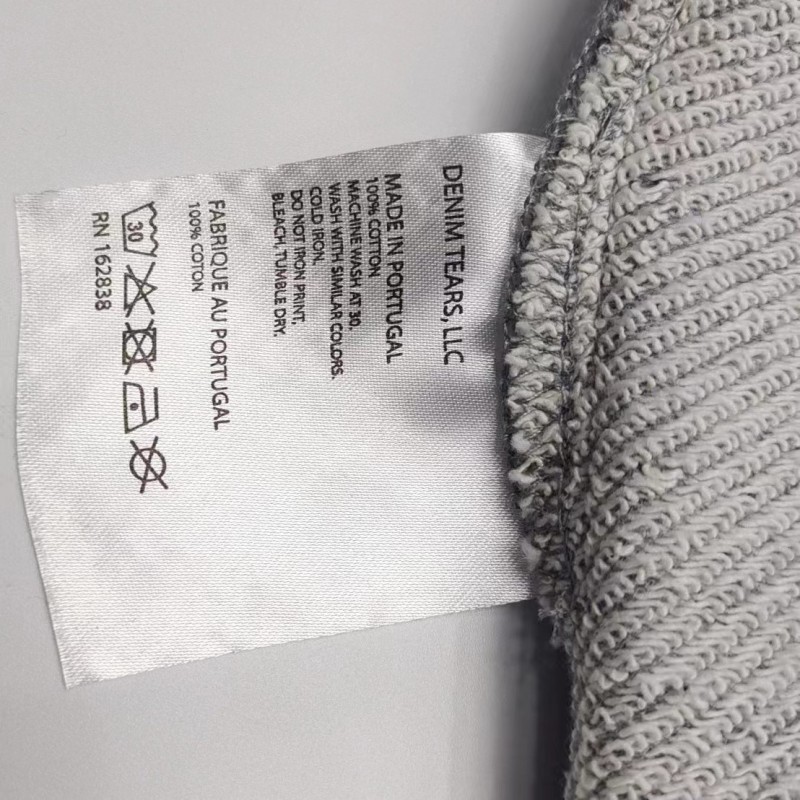 DENIM TEARS, LLC
MADE IN PORTUGAL
100% COTTON
MACHINE WASH AT 30.
WASH WITH SIMILAR COLORS.
COLD IRON.
DO NOT IRON PRINT,
BLEACH, TUMBLE DRY.
FABRIQUE AU PORTUGAL
100% COTON
30
RN 162838